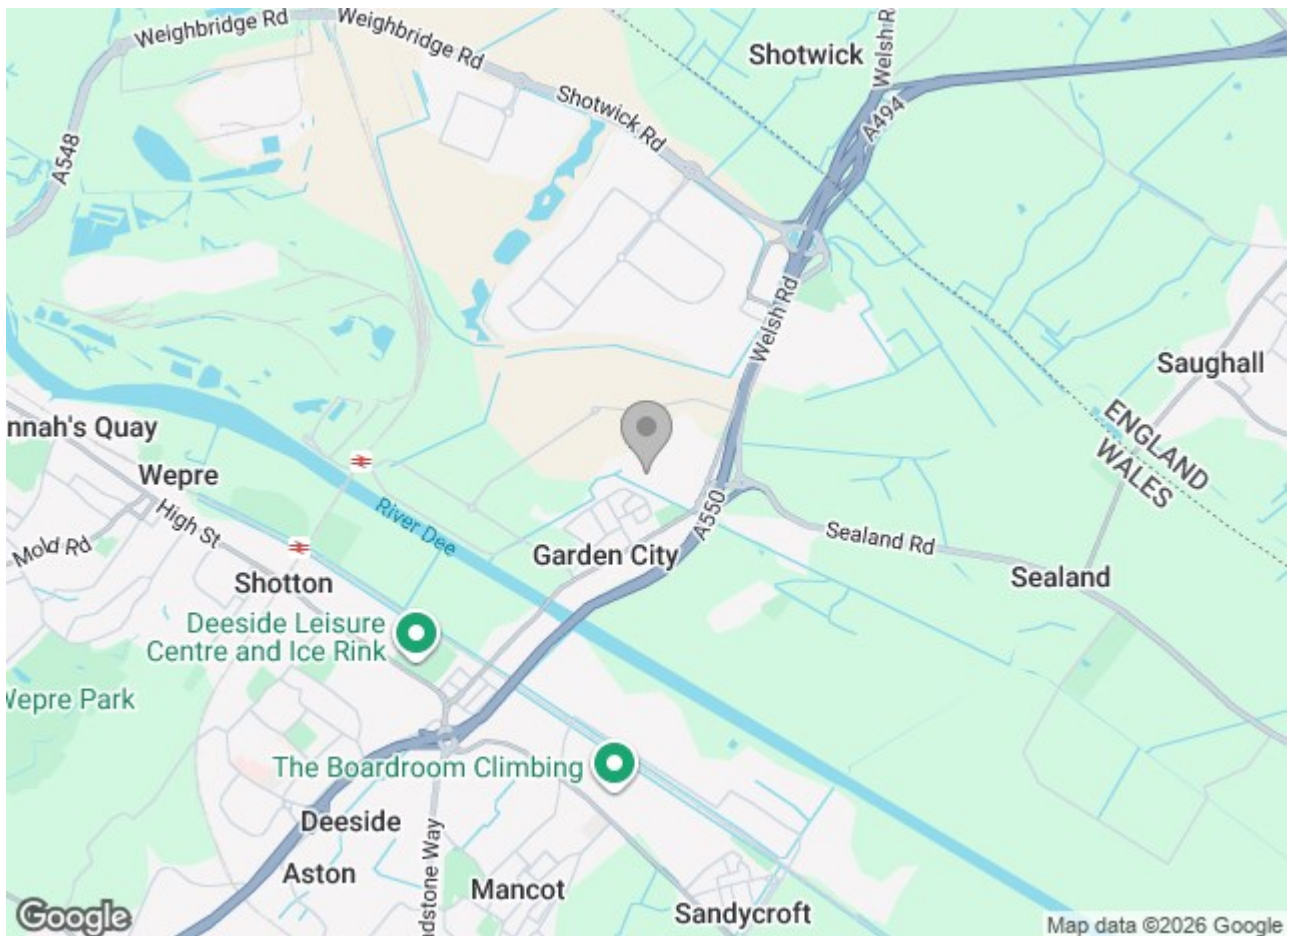 Weighbridge Rd
Weighbridge Rd
Shotwick
Welsh R
Shotwick Rd
A494
A548
Welsh Rd
Saughall
ENGLAND
WALES
nnah's Quay
Wepre
High St
Mold Rd
River Dee
A550
Sealand Rd
Garden City
Sealand
Shotton
Deeside Leisure
Centre and Ice Rink
Wepre Park
The Boardroom Climbing
Deeside
Aston
Mancot
dstone Way
Sandycroft
Google
Map data ©2026 Google